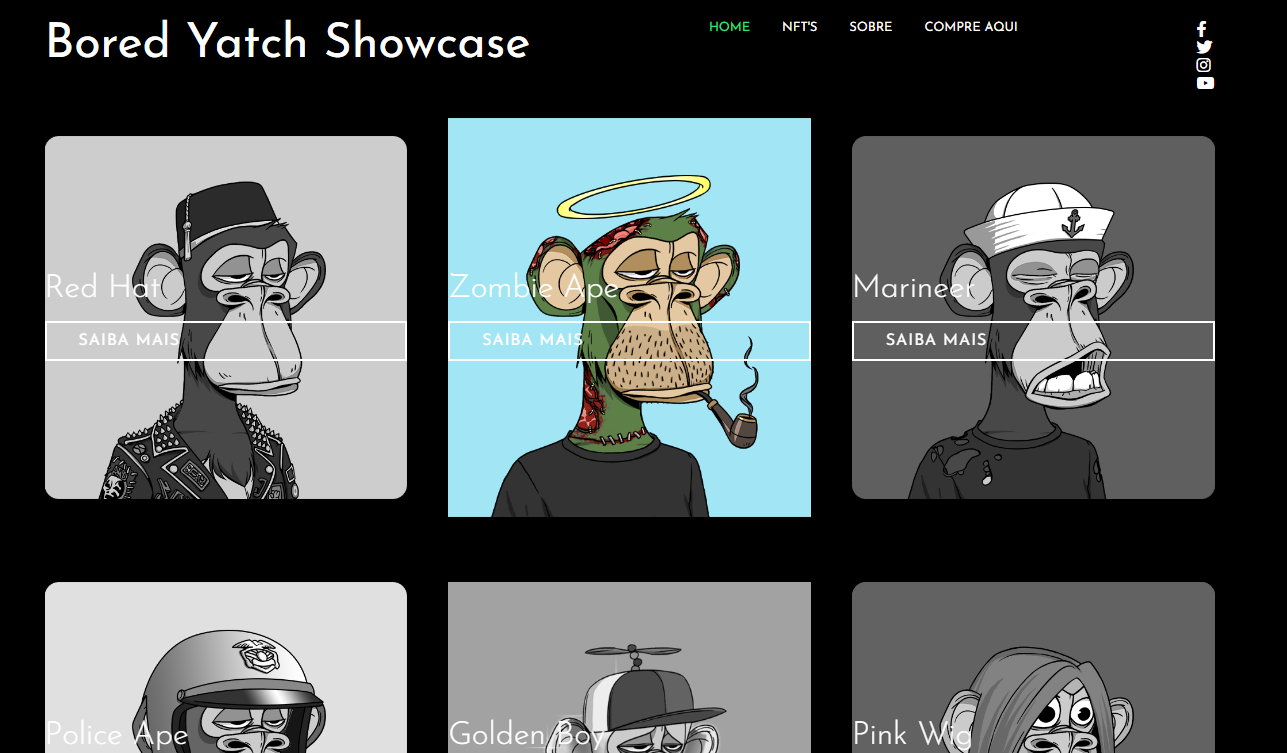 Bored Yatch Showcase
HOME NFT'S SOBRE COMPRE AQUI
Red Hat
SAIBA MAIS
Zombie Ape
SAIBA MAIS
Marineer
SAIBA MAIS
Police Ape
Golden Boy
Pink Wig